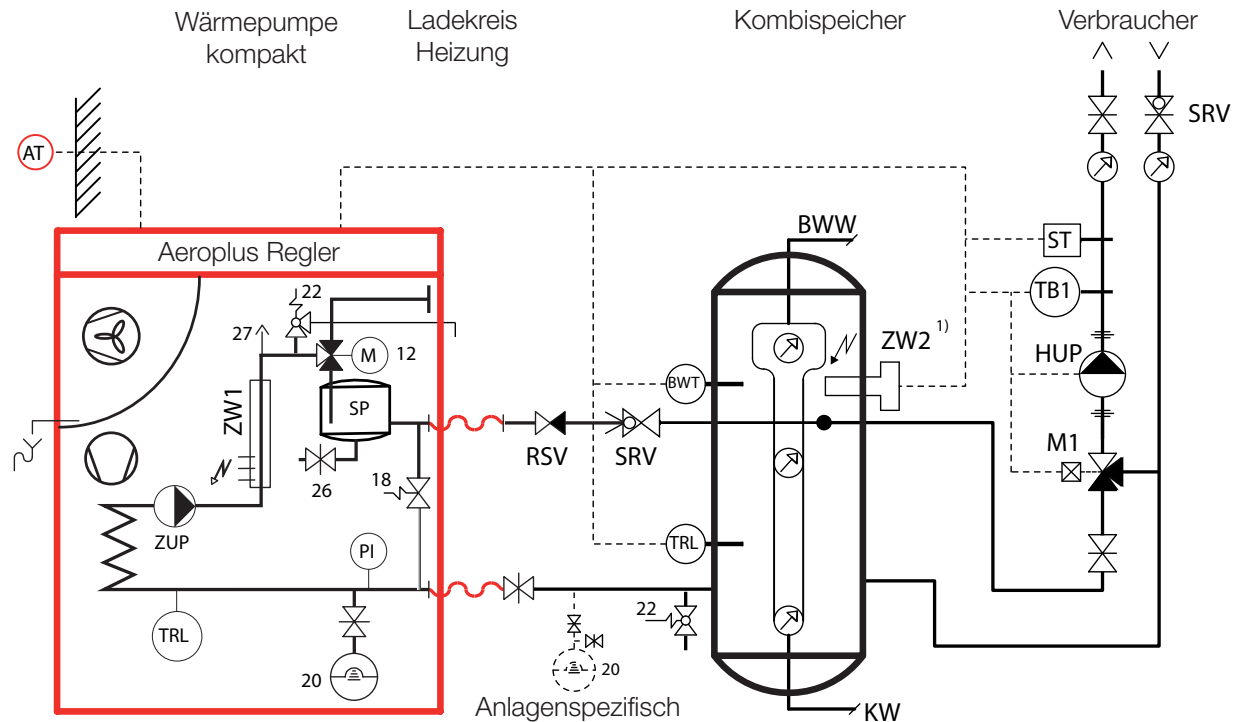 Wärmepumpe
kompakt
Ladekreis
Heizung
Kombispeicher
Verbraucher
SRV
AT
BWW
ST
Aeroplus Regler
TB1
22
27
M
12
ZW2 1)
HUP
BWT
SP
ZW1
M1
RSV
SRV
26
18
ZUP
PI
TRL
TRL
22
20
20
Anlagenspezifisch
KW